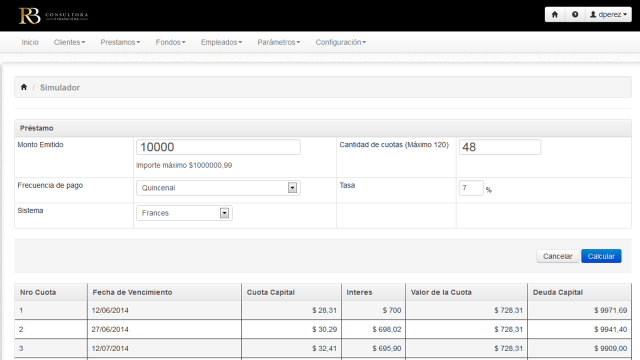 RB CONSULTORA
FINANCIERA
dperez
Inicio Clientes Prestamos Fondos Empleados Parámetros Configuración
/ Simulador
Préstamo
Monto Emitido 10000 Cantidad de cuotas (Máximo 120) 48
Importe máximo $1000000,99
Frecuencia de pago Quincenal Tasa 7 %
Sistema Frances
Cancelar Calcular
Nro Cuota Fecha de Vencimiento Cuota Capital Interes Valor de la Cuota Deuda Capital
1 12/06/2014 $ 28,31 $ 700 $ 728,31 $ 9971,69
2 27/06/2014 $ 30,29 $ 698,02 $ 728,31 $ 9941,40
3 12/07/2014 $ 32,41 $ 695,90 $ 728,31 $ 9909,00